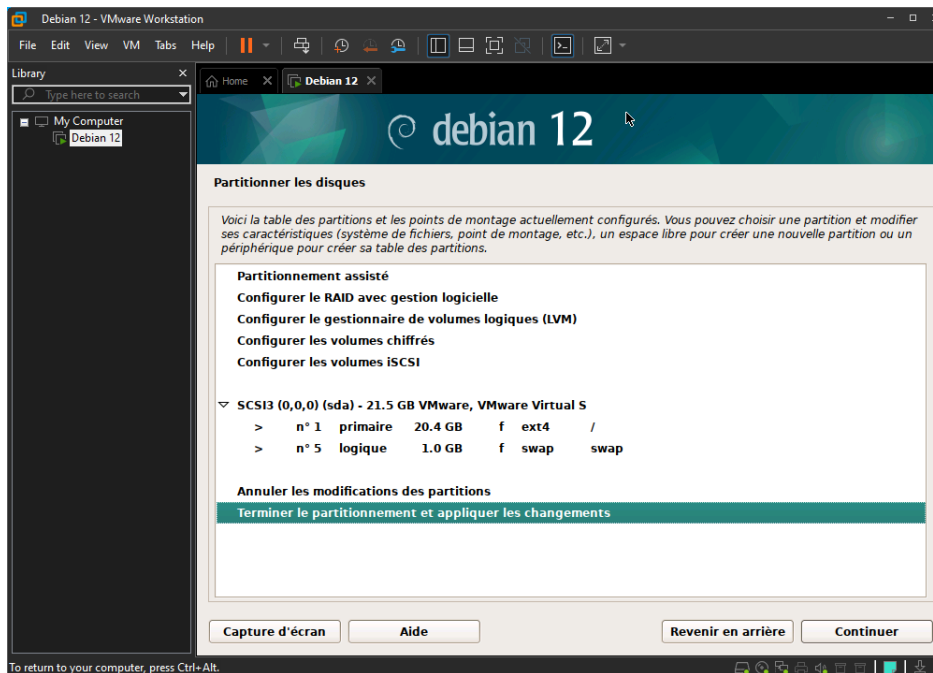 Debian 12 - VMware Workstation
File Edit View VM Tabs Help
Library
Type here to search
My Computer
Debian 12
Home
Debian 12
debian 12
Partitionner les disques
Voici la table des partitions et les points de montage actuellement configurés. Vous pouvez choisir une partition et modifier
ses caractéristiques (système de fichiers, point de montage, etc.), un espace libre pour créer une nouvelle partition ou un
périphérique pour créer sa table des partitions.
Partitionnement assisté
Configurer le RAID avec gestion logicielle
Configurer le gestionnaire de volumes logiques (LVM)
Configurer les volumes chiffrés
Configurer les volumes iSCSI
SCSI3 (0,0,0) (sda) - 21.5 GB VMware, VMware Virtual S
> n° 1 primaire 20.4 GB f ext4 /
> n° 5 logique 1.0 GB f swap swap
Annuler les modifications des partitions
Terminer le partitionnement et appliquer les changements
Capture d'écran Aide Revenir en arrière Continuer
To return to your computer, press Ctrl+Alt.